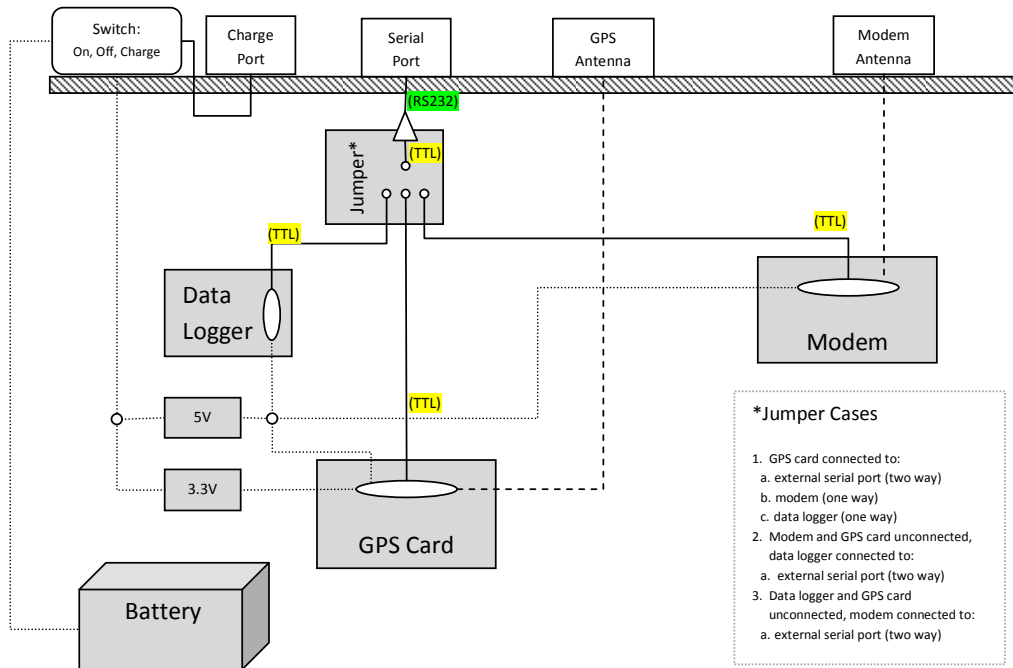 Switch:
On, Off, Charge
Charge
Port
Serial
Port
GPS
Antenna
Modem
Antenna
(RS232)
(TTL)
Jumper*
(TTL)
(TTL)
Data
Logger
Modem
(TTL)
5V
3.3V
GPS Card
Battery
*Jumper Cases
1. GPS card connected to:
a. external serial port (two way)
b. modem (one way)
c. data logger (one way)
2. Modem and GPS card unconnected,
data logger connected to:
a. external serial port (two way)
3. Data logger and GPS card
unconnected, modem connected to:
a. external serial port (two way)